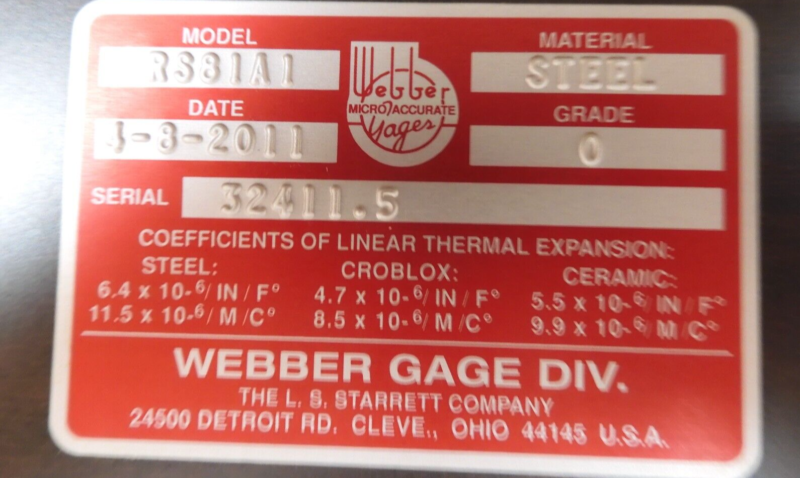 MODEL
RS81A1
MATERIAL
STEEL
Webber
MICRO ACCURATE
Gages
DATE
-8-2011
GRADE
0
SERIAL 32411.5
COEFFICIENTS OF LINEAR THERMAL EXPANSION:
STEEL: CROBLOX: CERAMIC:
6.4 x 10-6/ IN / F° 4.7 x 10-6/ IN / F° 5.5 x 10-6/ IN / F°
11.5 x 10-6/ M /C° 8.5 x 10-6/ M /C° 9.9 x 10-6/ M /C°
WEBBER GAGE DIV.
THE L. S. STARRETT COMPANY
24500 DETROIT RD. CLEVE., OHIO 44145 U.S.A.